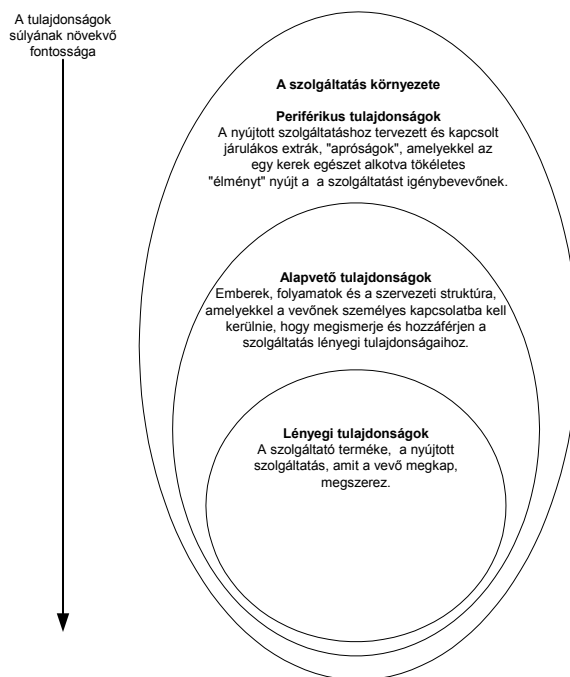 A tulajdonságok
súlyának növekvő
fontossága
A szolgáltatás környezete
Periférikus tulajdonságok
A nyújtott szolgáltatáshoz tervezett és kapcsolt
járulákos extrák, "apróságok", amelyekkel az
egy kerek egészet alkotva tökéletes
"élményt" nyújt a a szolgáltatást igénybevevőnek.
Alapvető tulajdonságok
Emberek, folyamatok és a szervezeti struktúra,
amelyekkel a vevőnek személyes kapcsolatba kell
kerülnie, hogy megismerje és hozzáférjen a
szolgáltatás lényegi tulajdonságaihoz.
Lényegi tulajdonságok
A szolgáltató terméke, a nyújtott
szolgáltatás, amit a vevő megkap,
megszerez.